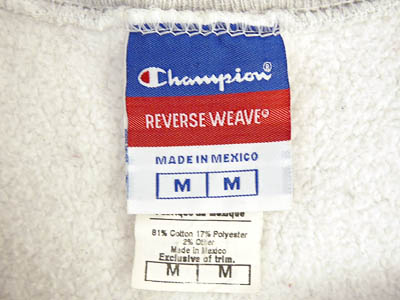 Champion®
REVERSE WEAVE®
MADE IN MEXICO
M M
81% Cotton 17% Polyester
2% Other
Made in Mexico
Exclusive of trim.
M M